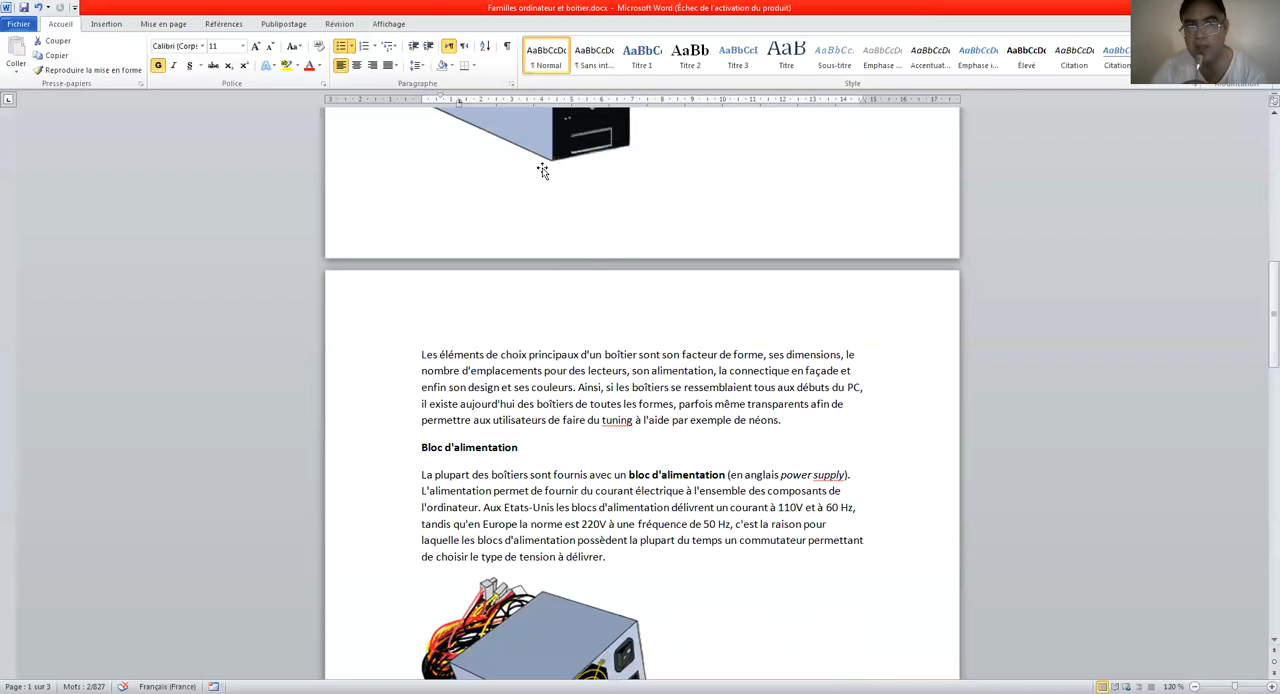 Familles ordinateur et boitier.docx - Microsoft Word (Échec de l'activation du produit)
Fichier Accueil Insertion Mise en page Références Publipostage Révision Affichage
Coller
Couper
Copier
Reproduire la mise en forme
Presse-papiers
Calibri (Corps 11
Police
Paragraphe
AaBbCcDc AaBbCcDc AaBbC AaBbCc AaBbCcI AaB AaBbCc. AaBbCcDc AaBbCcDc AaBbCcDc AaBbCcDc AaBbCcDc AaBbCcDc
¶ Normal ¶ Sans int... Titre 1 Titre 2 Titre 3 Titre Sous-titre Emphase ... Accentuat... Emphase i... Élevé Citation Citation
Style
Les éléments de choix principaux d'un boîtier sont son facteur de forme, ses dimensions, le
nombre d'emplacements pour des lecteurs, son alimentation, la connectique en façade et
enfin son design et ses couleurs. Ainsi, si les boîtiers se ressemblaient tous aux débuts du PC,
il existe aujourd'hui des boîtiers de toutes les formes, parfois même transparents afin de
permettre aux utilisateurs de faire du tuning à l'aide par exemple de néons.
Bloc d'alimentation
La plupart des boîtiers sont fournis avec un bloc d'alimentation (en anglais power supply).
L'alimentation permet de fournir du courant électrique à l'ensemble des composants de
l'ordinateur. Aux Etats-Unis les blocs d'alimentation délivrent un courant à 110V et à 60 Hz,
tandis qu'en Europe la norme est 220V à une fréquence de 50 Hz, c'est la raison pour
laquelle les blocs d'alimentation possèdent la plupart du temps un commutateur permettant
de choisir le type de tension à délivrer.
Page : 1 sur 3 Mots : 2/827 Français (France) 120 %